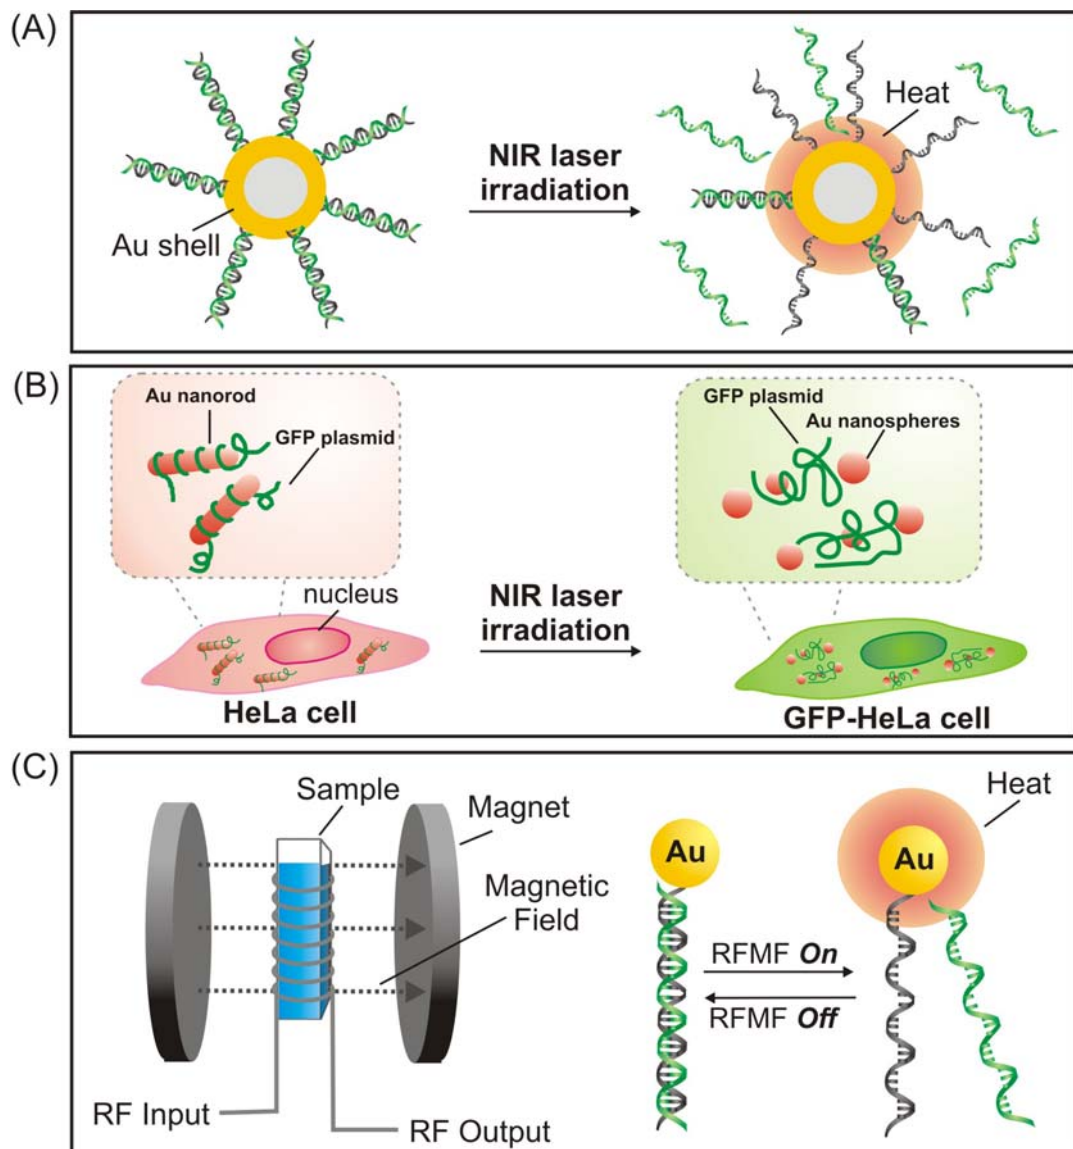 (A)
Heat
NIR laser
irradiation
Au shell
(B)
Au nanorod
GFP plasmid
GFP plasmid
Au nanospheres
nucleus
NIR laser
irradiation
HeLa cell
GFP-HeLa cell
(C)
Sample
Magnet
Magnetic
Field
RF Input
RF Output
Heat
Au
Au
RFMF On
RFMF Off